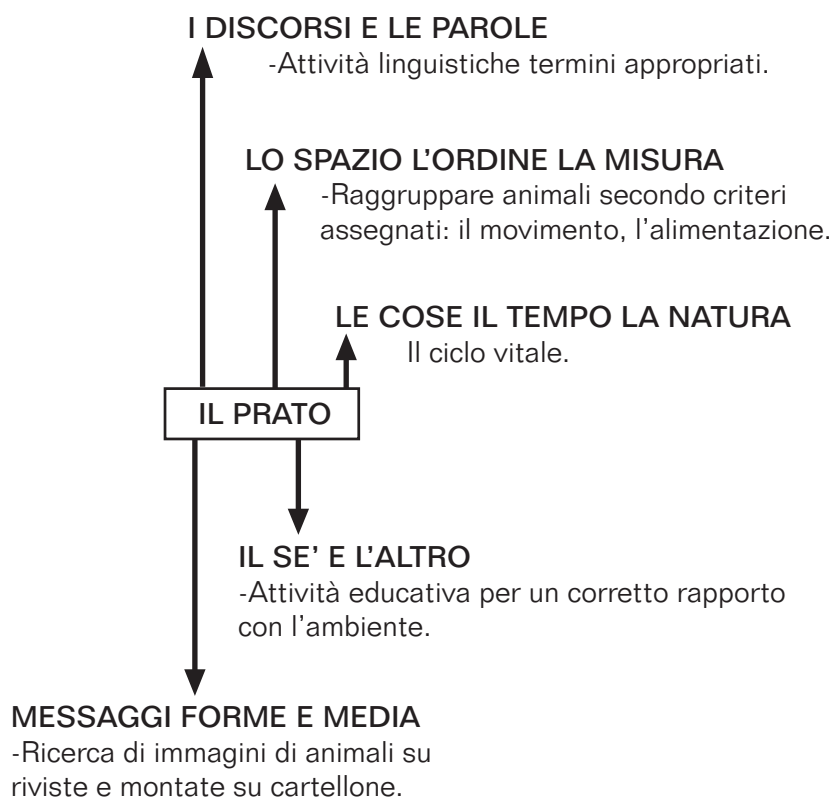 I DISCORSI E LE PAROLE
-Attività linguistiche termini appropriati.
LO SPAZIO L'ORDINE LA MISURA
-Raggruppare animali secondo criteri
assegnati: il movimento, l'alimentazione.
LE COSE IL TEMPO LA NATURA
Il ciclo vitale.
IL PRATO
IL SE' E L'ALTRO
-Attività educativa per un corretto rapporto
con l'ambiente.
MESSAGGI FORME E MEDIA
-Ricerca di immagini di animali su
riviste e montate su cartellone.